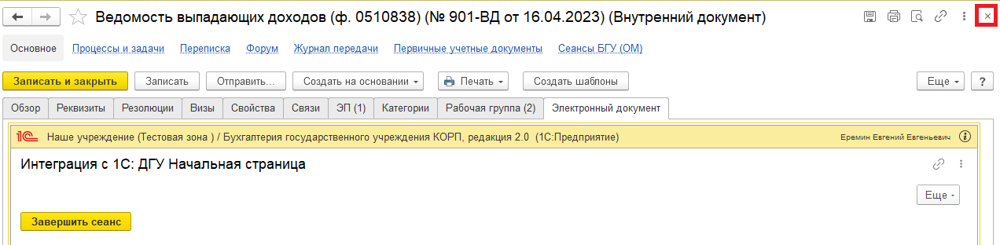 Ведомость выпадающих доходов (ф. 0510838) (№ 901-ВД от 16.04.2023) (Внутренний документ)
Основное Процессы и задачи Переписка Форум Журнал передачи Первичные учетные документы Сеансы БГУ (ОМ)
Записать и закрыть Записать Отправить... Создать на основании Печать Создать шаблоны Еще ?
Обзор Реквизиты Резолюции Визы Свойства Связи ЭП (1) Категории Рабочая группа (2) Электронный документ
1С Наше учреждение (Тестовая зона ) / Бухгалтерия государственного учреждения КОРП, редакция 2.0 (1С:Предприятие) Еремин Евгений Евгеньевич
Интеграция с 1С: ДГУ Начальная страница
Еще
Завершить сеанс